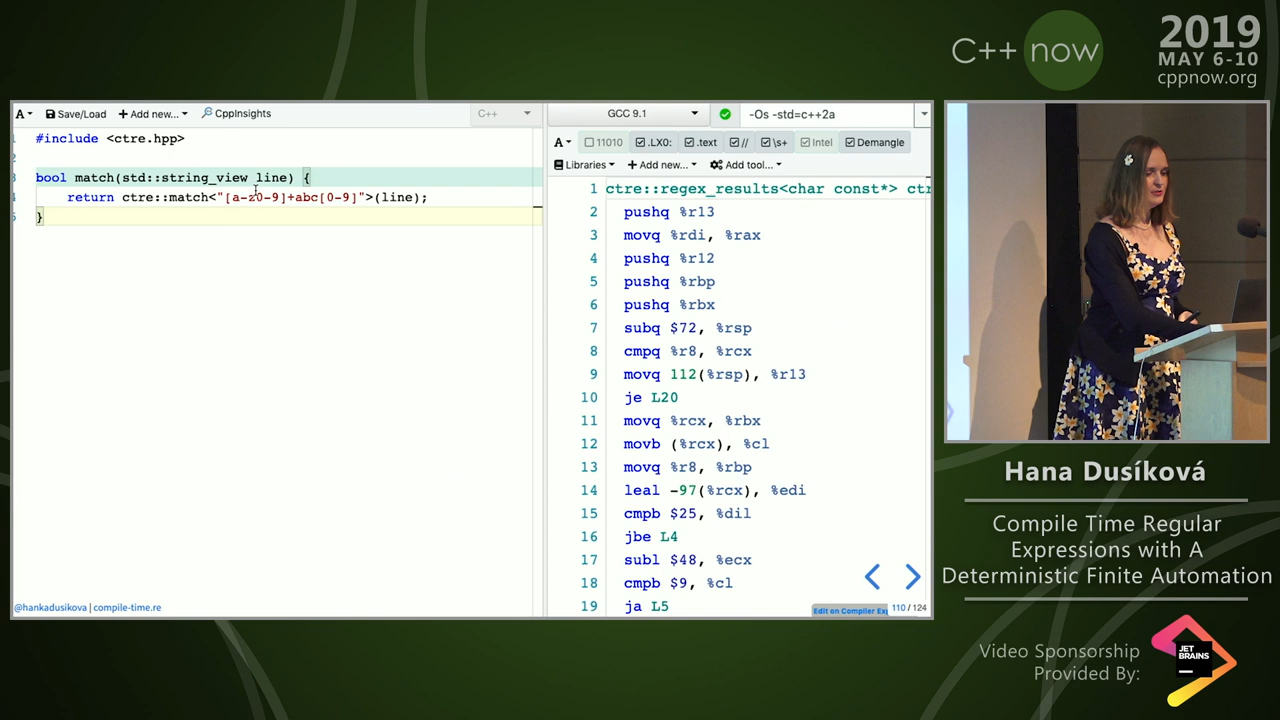 A Save/Load + Add new... CppInsights C++
#include <ctre.hpp>
2
bool match(std::string_view line) {
return ctre::match<"[a-z0-9]+abc[0-9]">(line);
}
@hankadusikova | compile-time.re
GCC 9.1 -Os -std=c++2a
A 11010 .LX0: .text // \s+ Intel Demangle
Libraries + Add new... Add tool...
1 ctre::regex_results<char const*> ctr
2 pushq %r13
3 movq %rdi, %rax
4 pushq %r12
5 pushq %rbp
6 pushq %rbx
7 subq $72, %rsp
8 cmpq %r8, %rcx
9 movq 112(%rsp), %r13
10 je L20
11 movq %rcx, %rbx
12 movb (%rcx), %cl
13 movq %r8, %rbp
14 leal -97(%rcx), %edi
15 cmpb $25, %dil
16 jbe L4
17 subl $48, %ecx
18 cmpb $9, %cl
19 ja L5
Edit on Compiler Exp 110 / 124
C++ now
2019
MAY 6-10
cppnow.org
Hana Dusíková
Compile Time Regular
Expressions with A
Deterministic Finite Automation
Video Sponsorship
Provided By:
JET
BRAINS